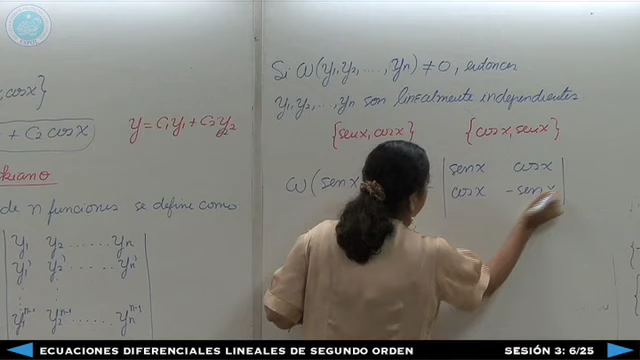 cos x}
+ C₂ cos x
y = C₁y₁ + C₂y₂
kiano
de n funciones se define como
y₁ y₂ ... yₙ
y₁' y₂' ... yₙ'
y₁ⁿ⁻¹ y₂ⁿ⁻¹ ... yₙⁿ⁻¹
Si ω(y₁, y₂, ..., yₙ) ≠ 0, entonces
y₁, y₂, ..., yₙ son linealmente independientes
{sen x, cos x} {cos x, sen x}
ω(sen x
sen x cos x
cos x - sen x
ECUACIONES DIFERENCIALES LINEALES DE SEGUNDO ORDEN
SESIÓN 3: 6/25